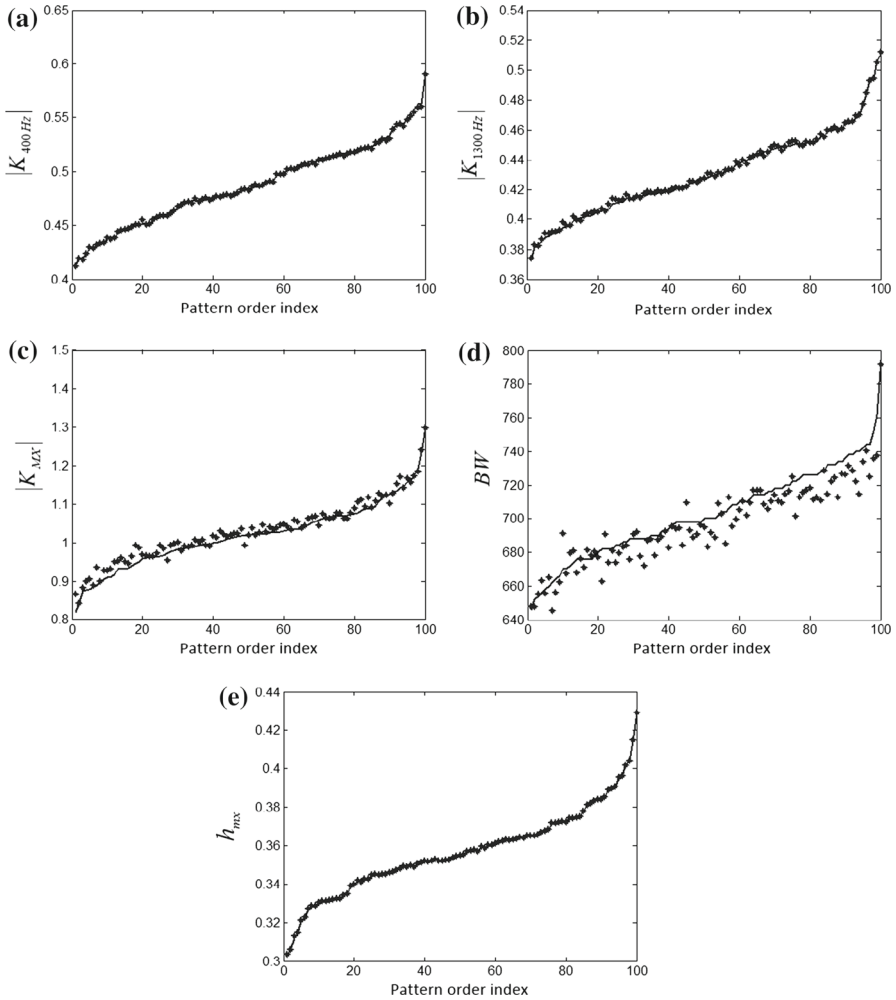 (a)
0.65
0.6
0.55
0.5
0.45
0.4
|K 400 Hz|
0 20 40 60 80 100
Pattern order index
(b)
0.54
0.52
0.5
0.48
0.46
0.44
0.42
0.4
0.38
0.36
|K 1300 Hz|
0 20 40 60 80 100
Pattern order index
(c)
1.5
1.4
1.3
1.2
1.1
1
0.9
0.8
|K MX|
0 20 40 60 80 100
Pattern order index
(d)
800
780
760
740
720
700
680
660
640
BW
0 20 40 60 80 100
Pattern order index
(e)
0.44
0.42
0.4
0.38
0.36
0.34
0.32
0.3
h mx
0 20 40 60 80 100
Pattern order index